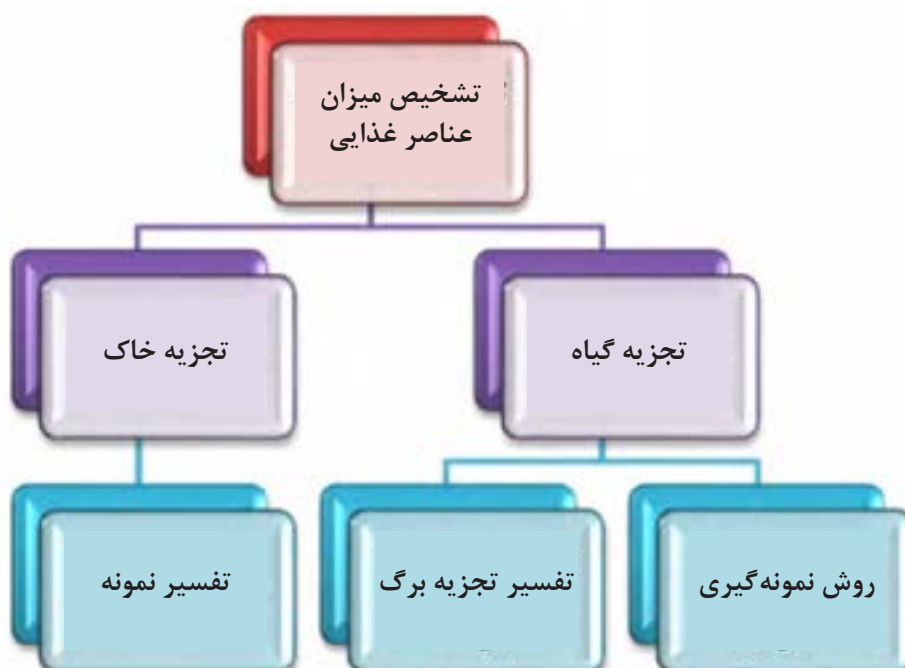 تشخیص میزان
عناصر غذایی
تجزیه گیاه
تجزیه خاک
روش نمونه‌گیری
تفسیر تجزیه برگ
تفسیر نمونه